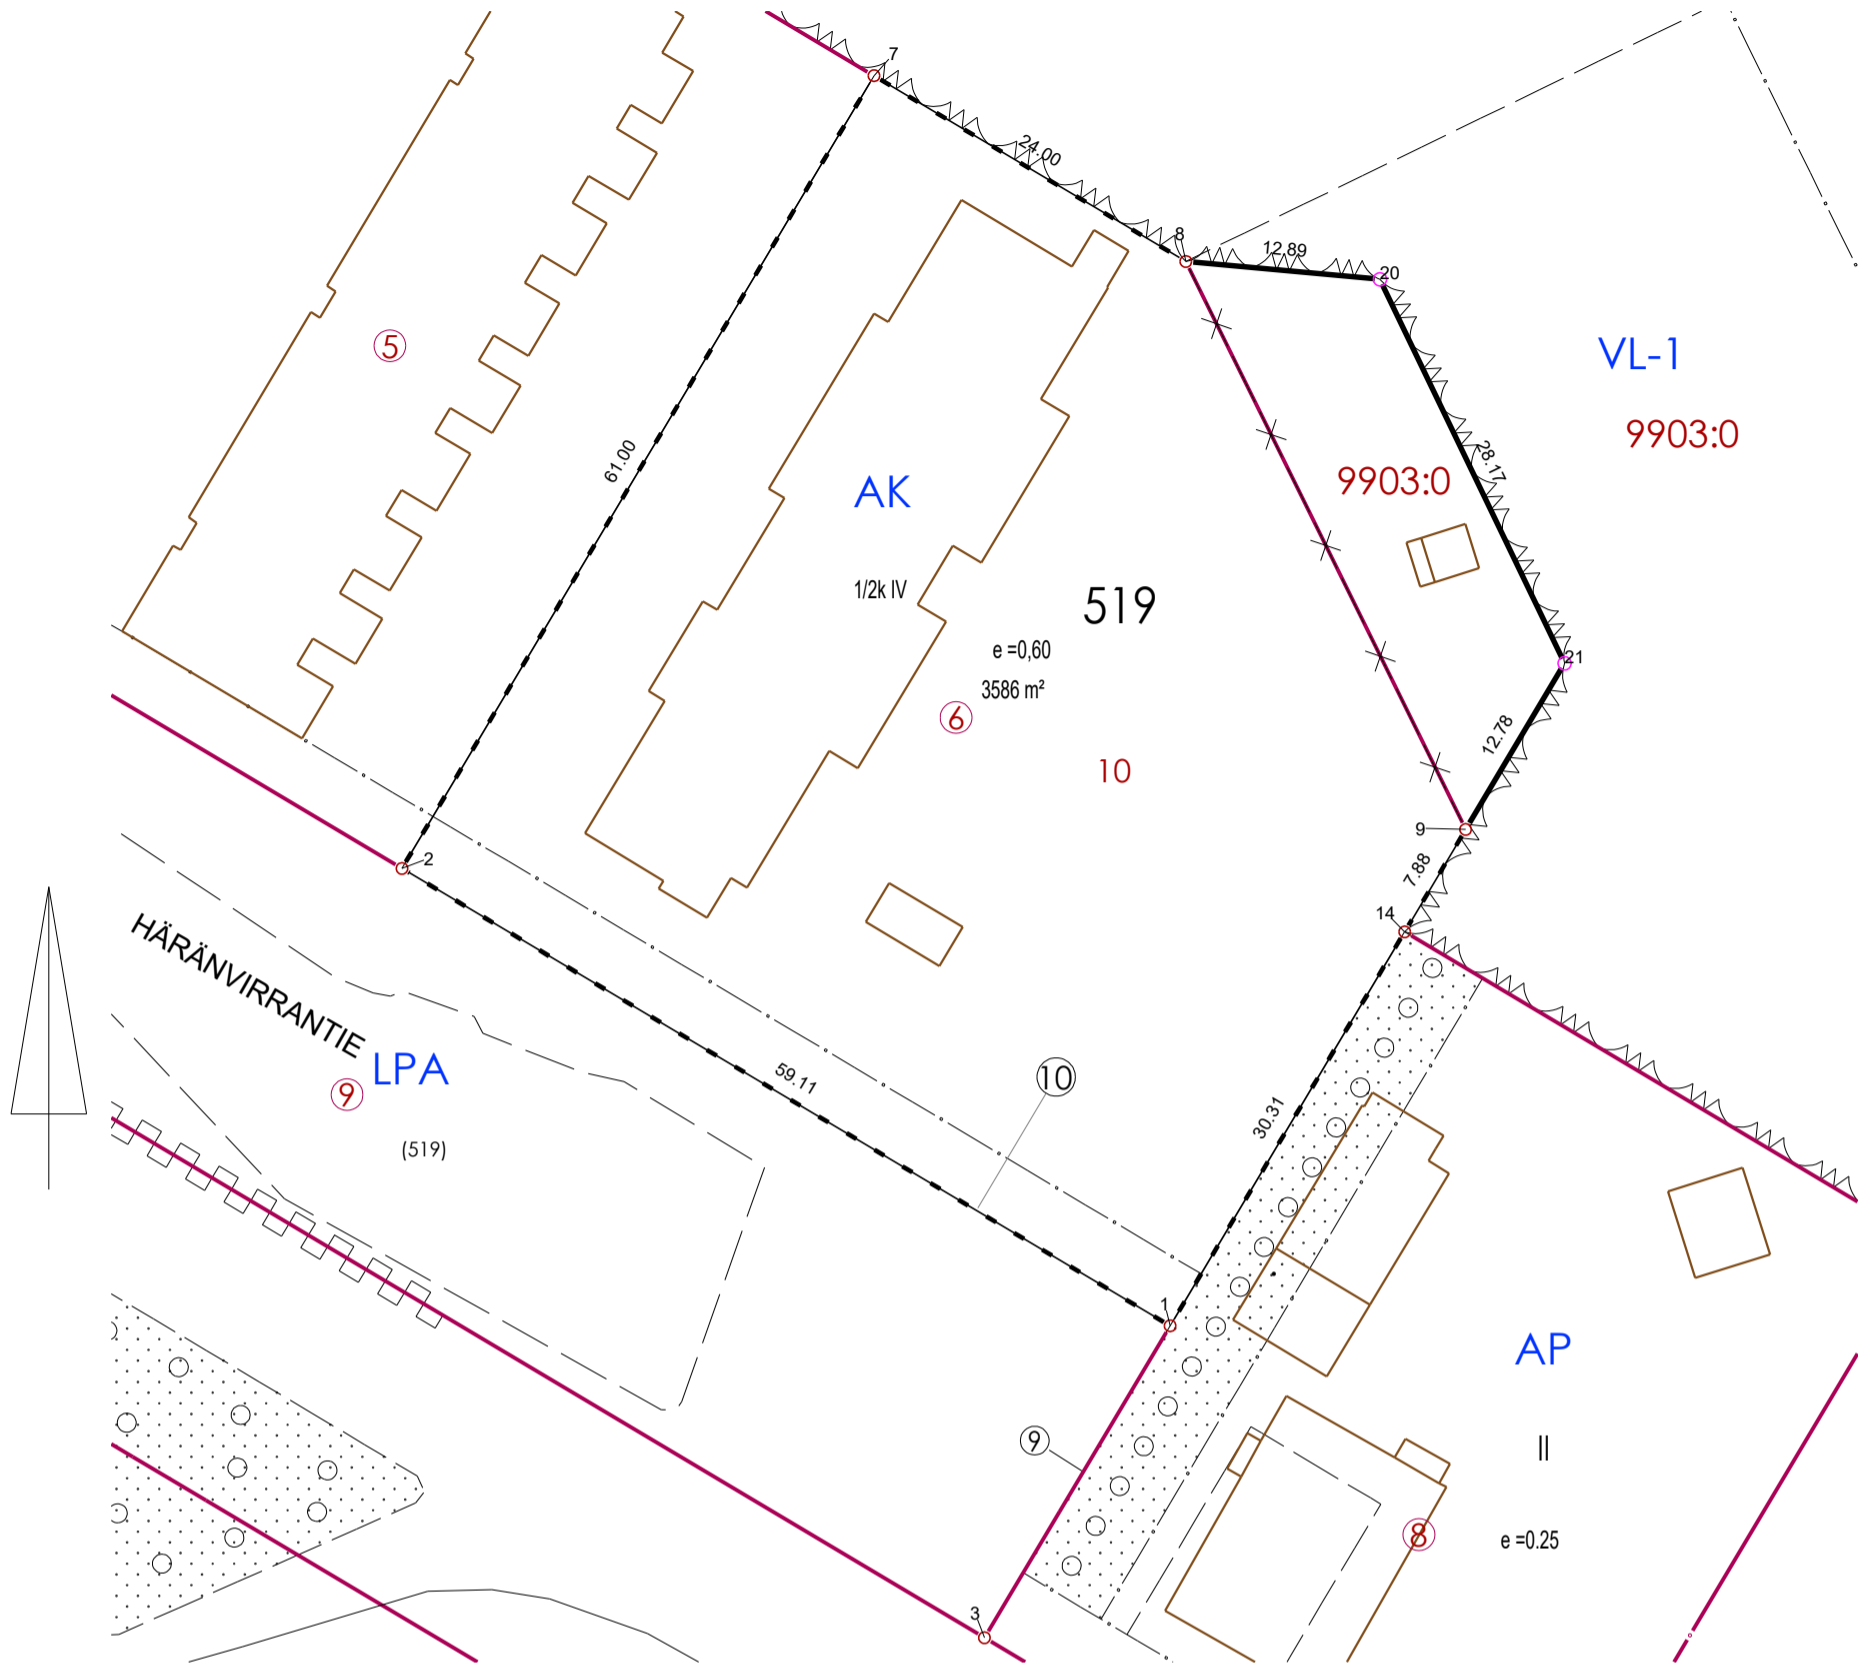 7
24.00
8
12.89
20
VL-1
9903:0
9903:0
28.17
5
61.00
AK
1/2k IV
519
e =0,60
3586 m²
6
10
21
12.78
9
7.88
14
2
HÄRÄNVIRRANTIE
LPA
9
(519)
59.11
10
30.31
1
AP
II
e =0.25
9
8
3